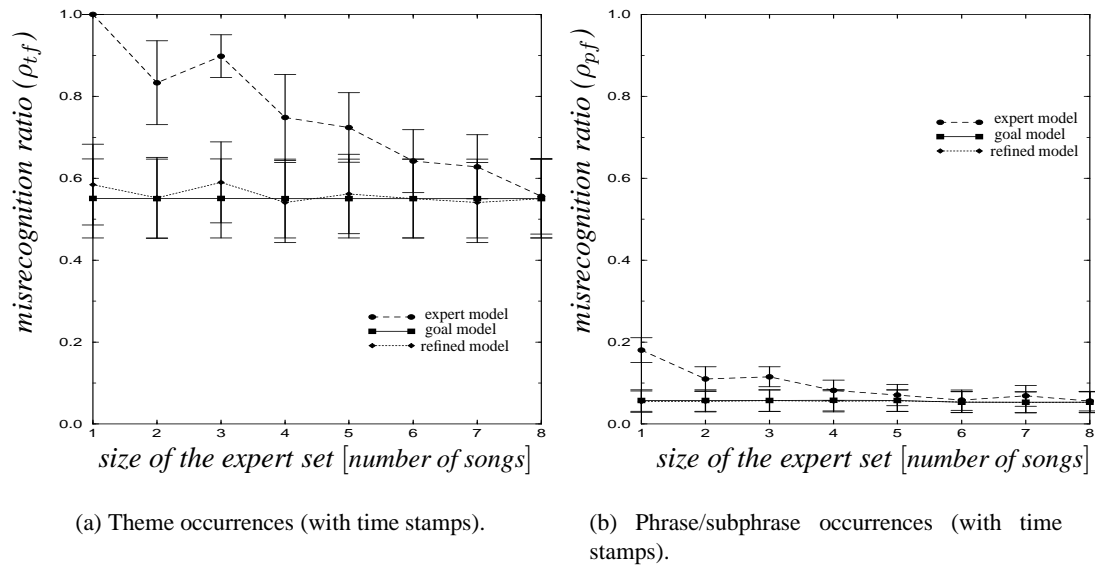 1.0
0.8
0.6
0.4
0.2
0.0
misrecognition ratio (ρtf)
expert model
goal model
refined model
1 2 3 4 5 6 7 8
size of the expert set [number of songs]
(a) Theme occurrences (with time stamps).
1.0
0.8
0.6
0.4
0.2
0.0
misrecognition ratio (ρpf)
expert model
goal model
refined model
1 2 3 4 5 6 7 8
size of the expert set [number of songs]
(b) Phrase/subphrase occurrences (with time
stamps).